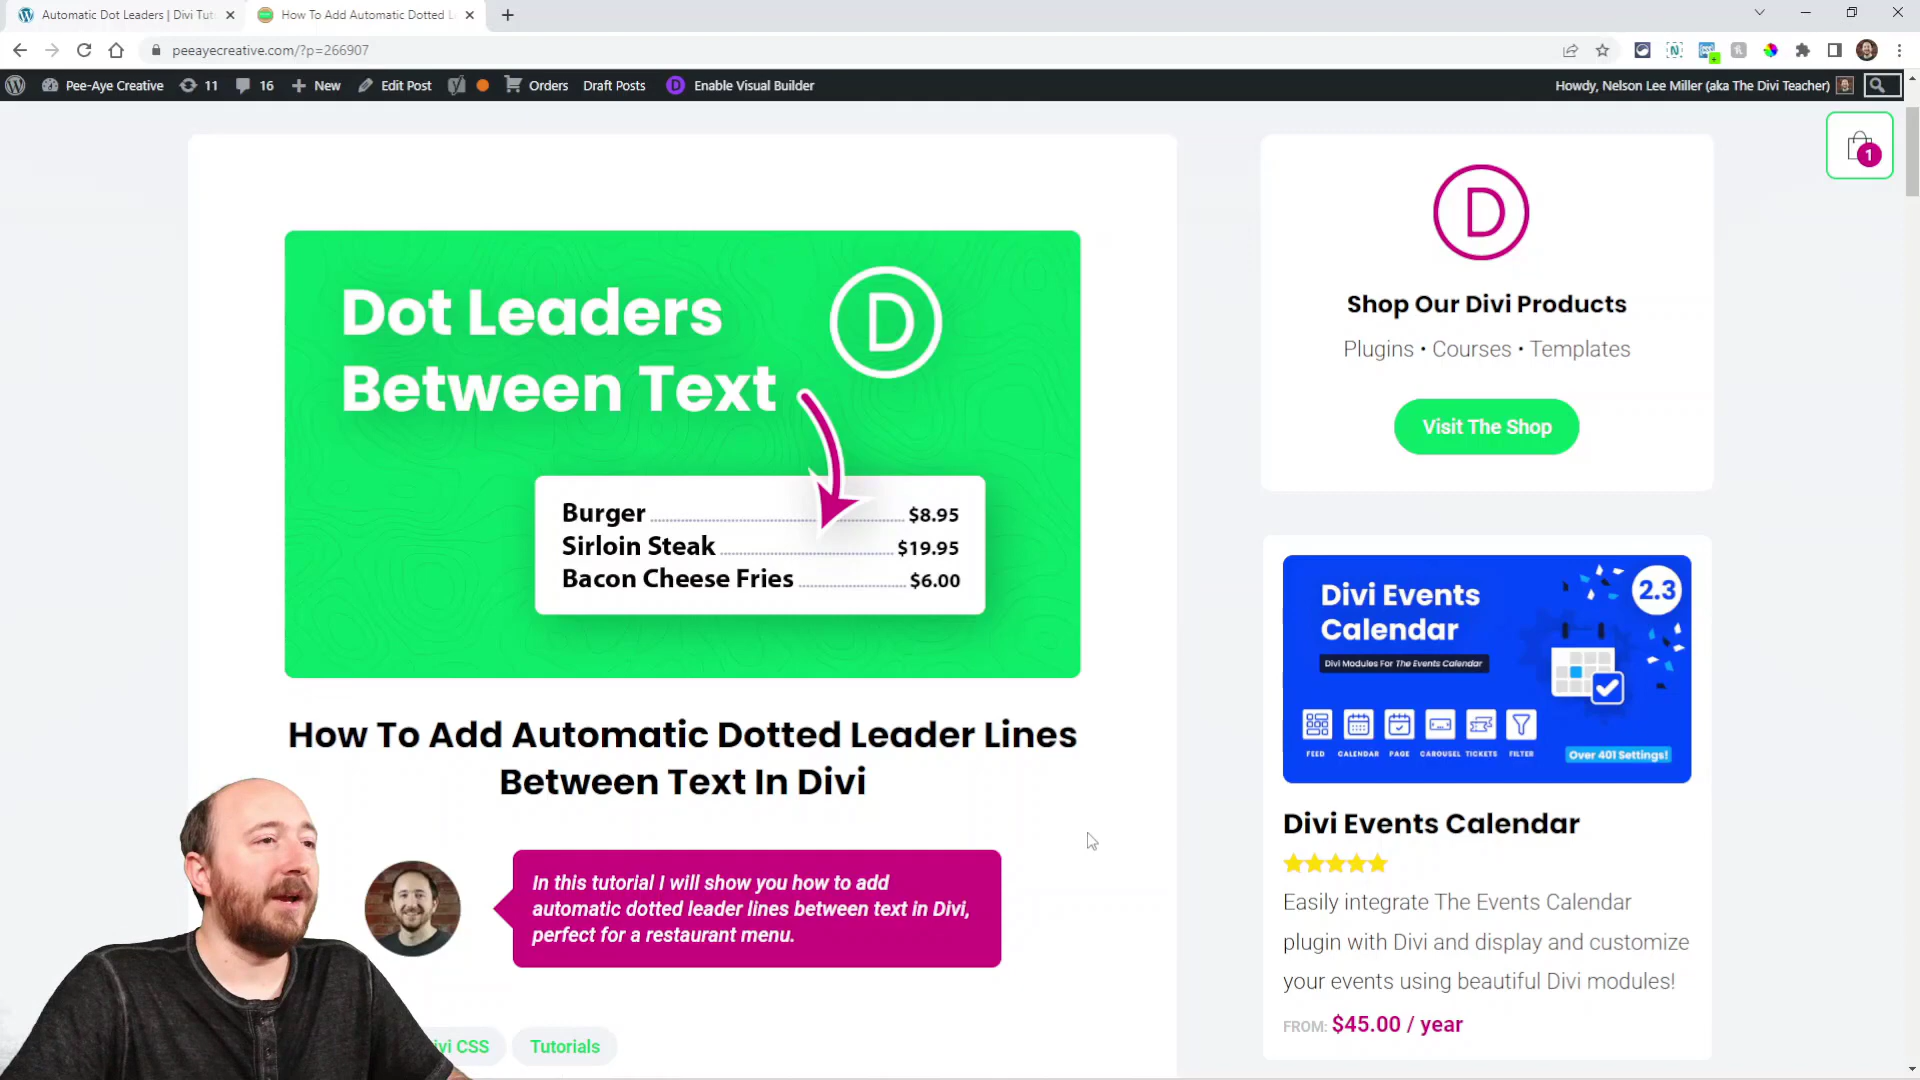 Automatic Dot Leaders | Divi Tut
How To Add Automatic Dotted L
peeayecreative.com/?p=266907
Pee-Aye Creative
11
16
New
Edit Post
Orders
Draft Posts
Enable Visual Builder
Howdy, Nelson Lee Miller (aka The Divi Teacher)
1
Dot Leaders
Between Text
D
Burger ........ $8.95
Sirloin Steak ........ $19.95
Bacon Cheese Fries ........ $6.00
How To Add Automatic Dotted Leader Lines
Between Text In Divi
In this tutorial I will show you how to add
automatic dotted leader lines between text in Divi,
perfect for a restaurant menu.
ivi CSS
Tutorials
D
Shop Our Divi Products
Plugins • Courses • Templates
Visit The Shop
Divi Events
Calendar
2.3
Divi Modules For The Events Calendar
FEED CALENDAR PAGE CAROUSEL TICKETS FILTER
Over 401 Settings!
Divi Events Calendar
Easily integrate The Events Calendar
plugin with Divi and display and customize
your events using beautiful Divi modules!
FROM: $45.00 / year